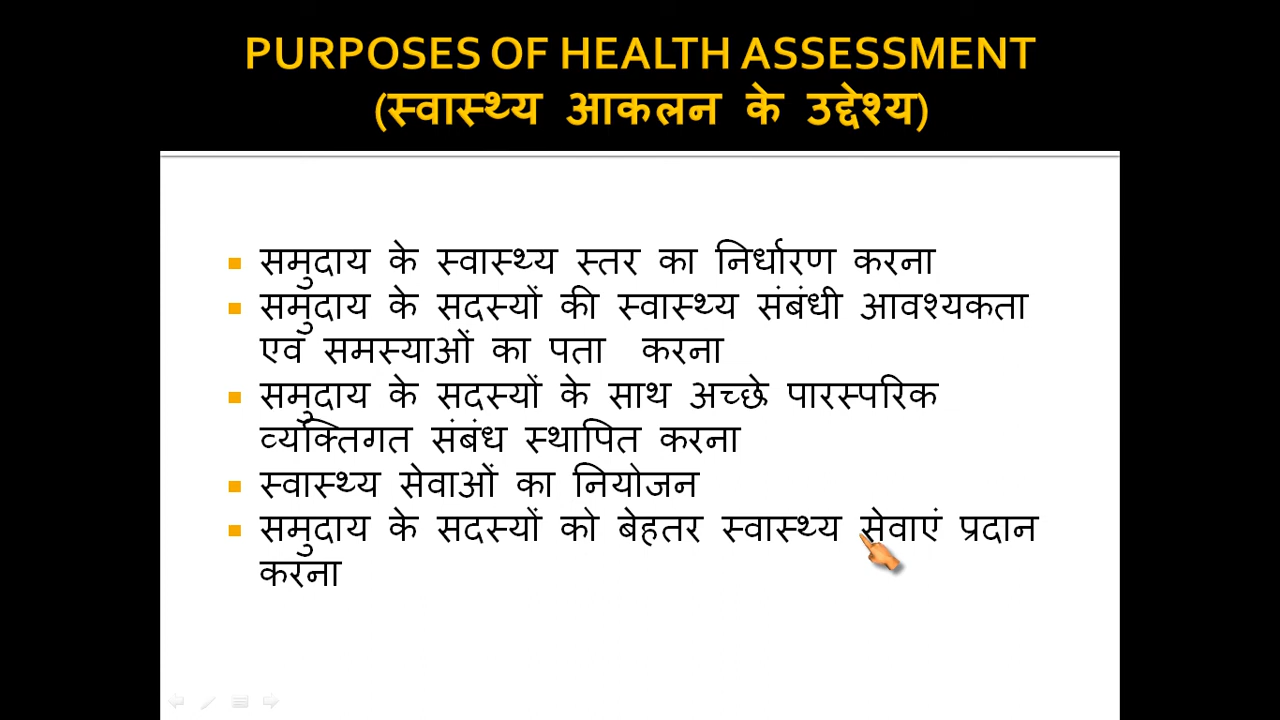 PURPOSES OF HEALTH ASSESSMENT
(स्वास्थ्य आकलन के उद्देश्य)
समुदाय के स्वास्थ्य स्तर का निर्धारण करना
समुदाय के सदस्यों की स्वास्थ्य संबंधी आवश्यकता
एवं समस्याओं का पता करना
समुदाय के सदस्यों के साथ अच्छे पारस्परिक
व्यक्तिगत संबंध स्थापित करना
स्वास्थ्य सेवाओं का नियोजन
समुदाय के सदस्यों को बेहतर स्वास्थ्य सेवाएं प्रदान
करना